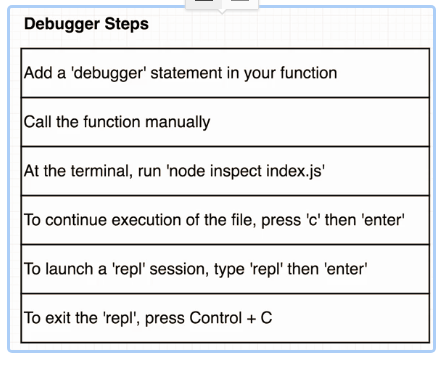 Debugger Steps
Add a 'debugger' statement in your function
Call the function manually
At the terminal, run 'node inspect index.js'
To continue execution of the file, press 'c' then 'enter'
To launch a 'repl' session, type 'repl' then 'enter'
To exit the 'repl', press Control + C